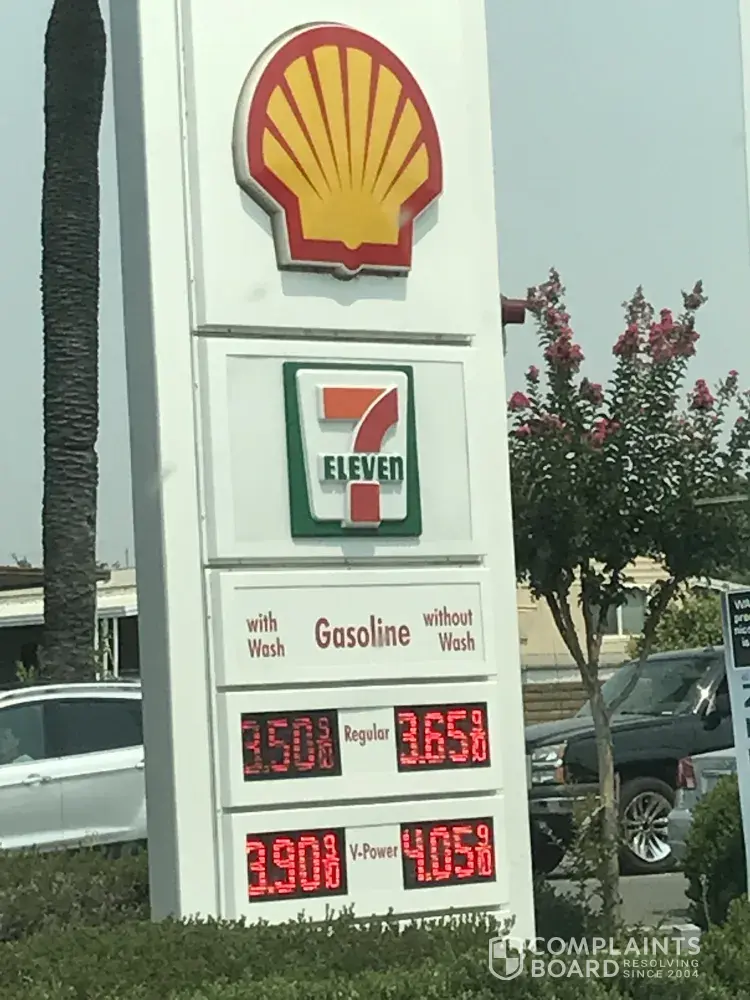 7
ELEVEN
with
Wash
Gasoline
without
Wash
3.50 9/10 Regular 3.65 9/10
3.90 9/10 V-Power 4.05 9/10
COMPLAINTS
BOARD
RESOLVING
SINCE 2004